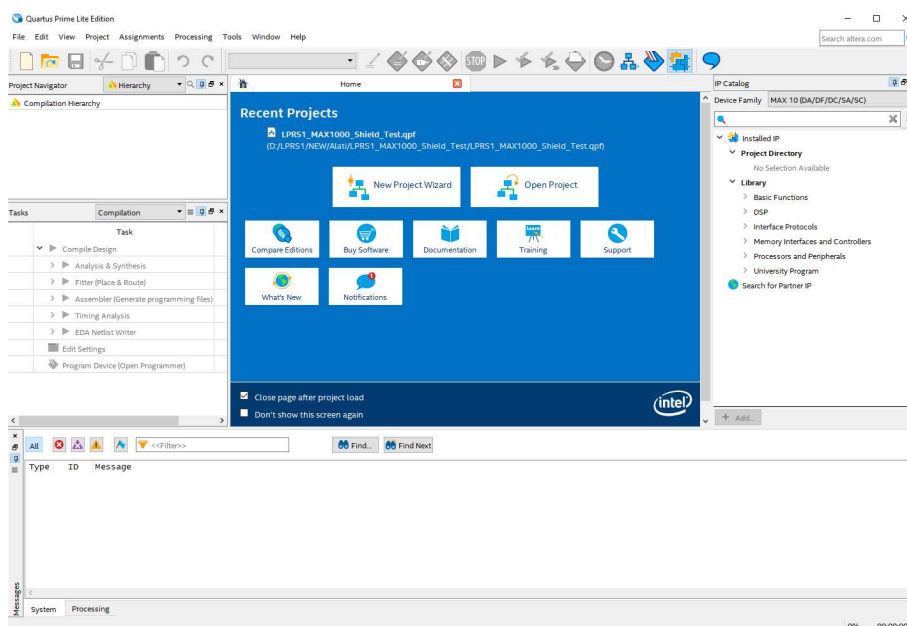 Quartus Prime Lite Edition
File Edit View Project Assignments Processing Tools Window Help
Search altera.com
Project Navigator
Hierarchy
Compilation Hierarchy
Tasks
Compilation
Task
Compile Design
Analysis & Synthesis
Fitter (Place & Route)
Assembler (Generate programming files)
Timing Analysis
EDA Netlist Writer
Edit Settings
Program Device (Open Programmer)
Home
Recent Projects
LPRS1_MAX1000_Shield_Test.qpf
(D:/LPRS1/NEW/Alati/LPRS1_MAX1000_Shield_Test/LPRS1_MAX1000_Shield_Test.qpf)
New Project Wizard
Open Project
Compare Editions
Buy Software
Documentation
Training
Support
What's New
Notifications
Close page after project load
Don't show this screen again
intel
IP Catalog
Device Family MAX 10 (DA/DF/DC/SA/SC)
Installed IP
Project Directory
No Selection Available
Library
Basic Functions
DSP
Interface Protocols
Memory Interfaces and Controllers
Processors and Peripherals
University Program
Search for Partner IP
+ Add...
All
<<Filter>>
Find...
Find Next
Type ID Message
Messages
System Processing